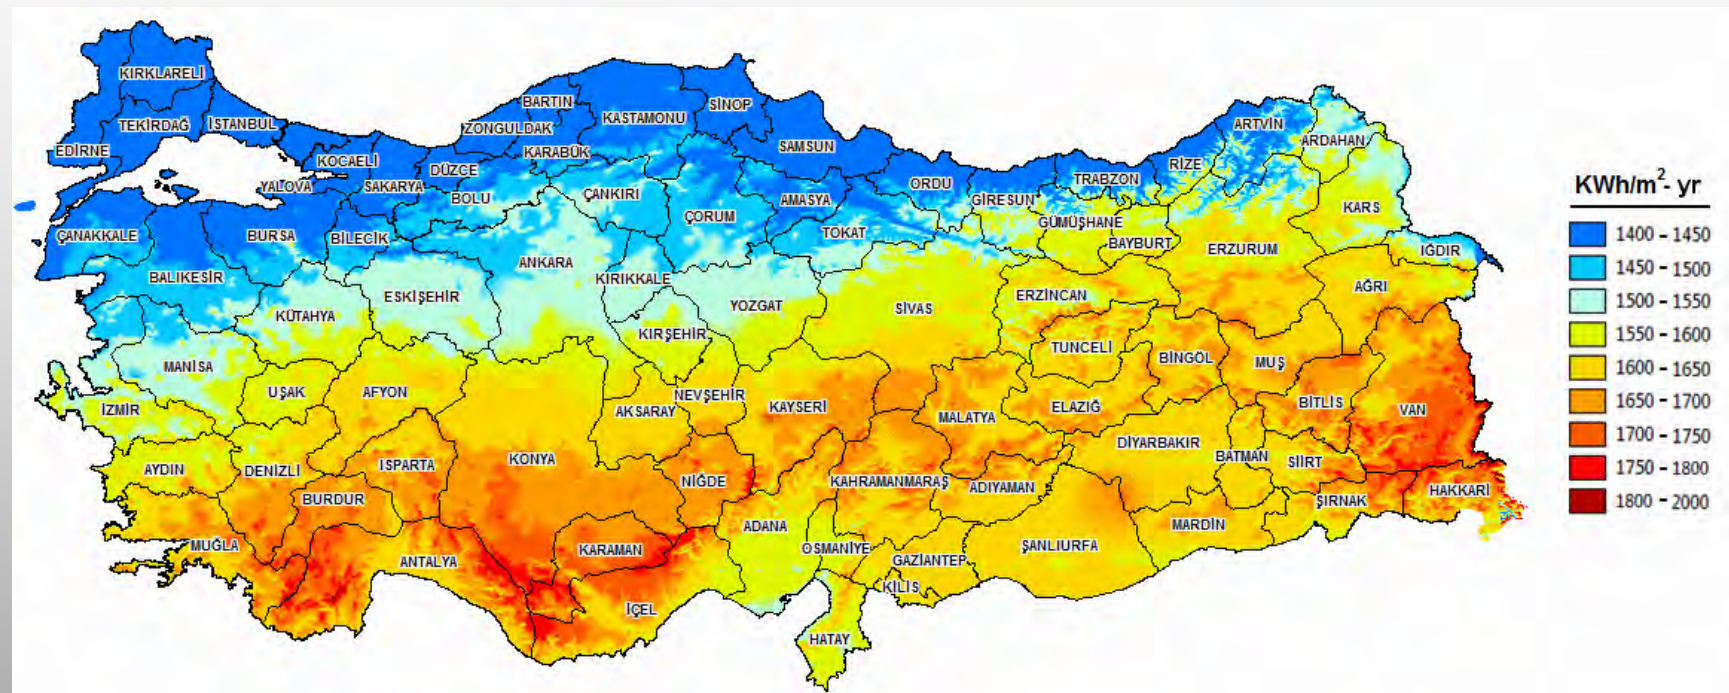 KIRKLARELİ
TEKİRDAĞ
İSTANBUL
EDİRNE
KOCAELİ
YALOVA
SAKARYA
DÜZCE
BOLU
ZONGULDAK
BARTIN
KARABÜK
KASTAMONU
SİNOP
ÇANKIRI
SAMSUN
AMASYA
ÇORUM
TOKAT
ORDU
GİRESUN
TRABZON
RİZE
ARTVİN
ARDAHAN
GÜMÜŞHANE
BAYBURT
ERZURUM
KARS
IĞDIR
AĞRI
ÇANAKKALE
BURSA
BİLECİK
BALIKESİR
KÜTAHYA
ESKİŞEHİR
ANKARA
KIRIKKALE
KIRŞEHİR
YOZGAT
SİVAS
ERZİNCAN
TUNCELİ
BİNGÖL
MUŞ
BİTLİS
VAN
MANİSA
İZMİR
UŞAK
AFYON
AKSARAY
NEVŞEHİR
KAYSERİ
MALATYA
ELAZIĞ
DİYARBAKIR
BATMAN
SİİRT
ŞIRNAK
HAKKARİ
AYDIN
DENİZLİ
ISPARTA
BURDUR
KONYA
NİĞDE
KAHRAMANMARAŞ
ADIYAMAN
MARDİN
MUĞLA
ANTALYA
KARAMAN
İÇEL
ADANA
OSMANİYE
GAZİANTEP
KİLİS
ŞANLIURFA
HATAY
KWh/m²- yr
1400 - 1450
1450 - 1500
1500 - 1550
1550 - 1600
1600 - 1650
1650 - 1700
1700 - 1750
1750 - 1800
1800 - 2000